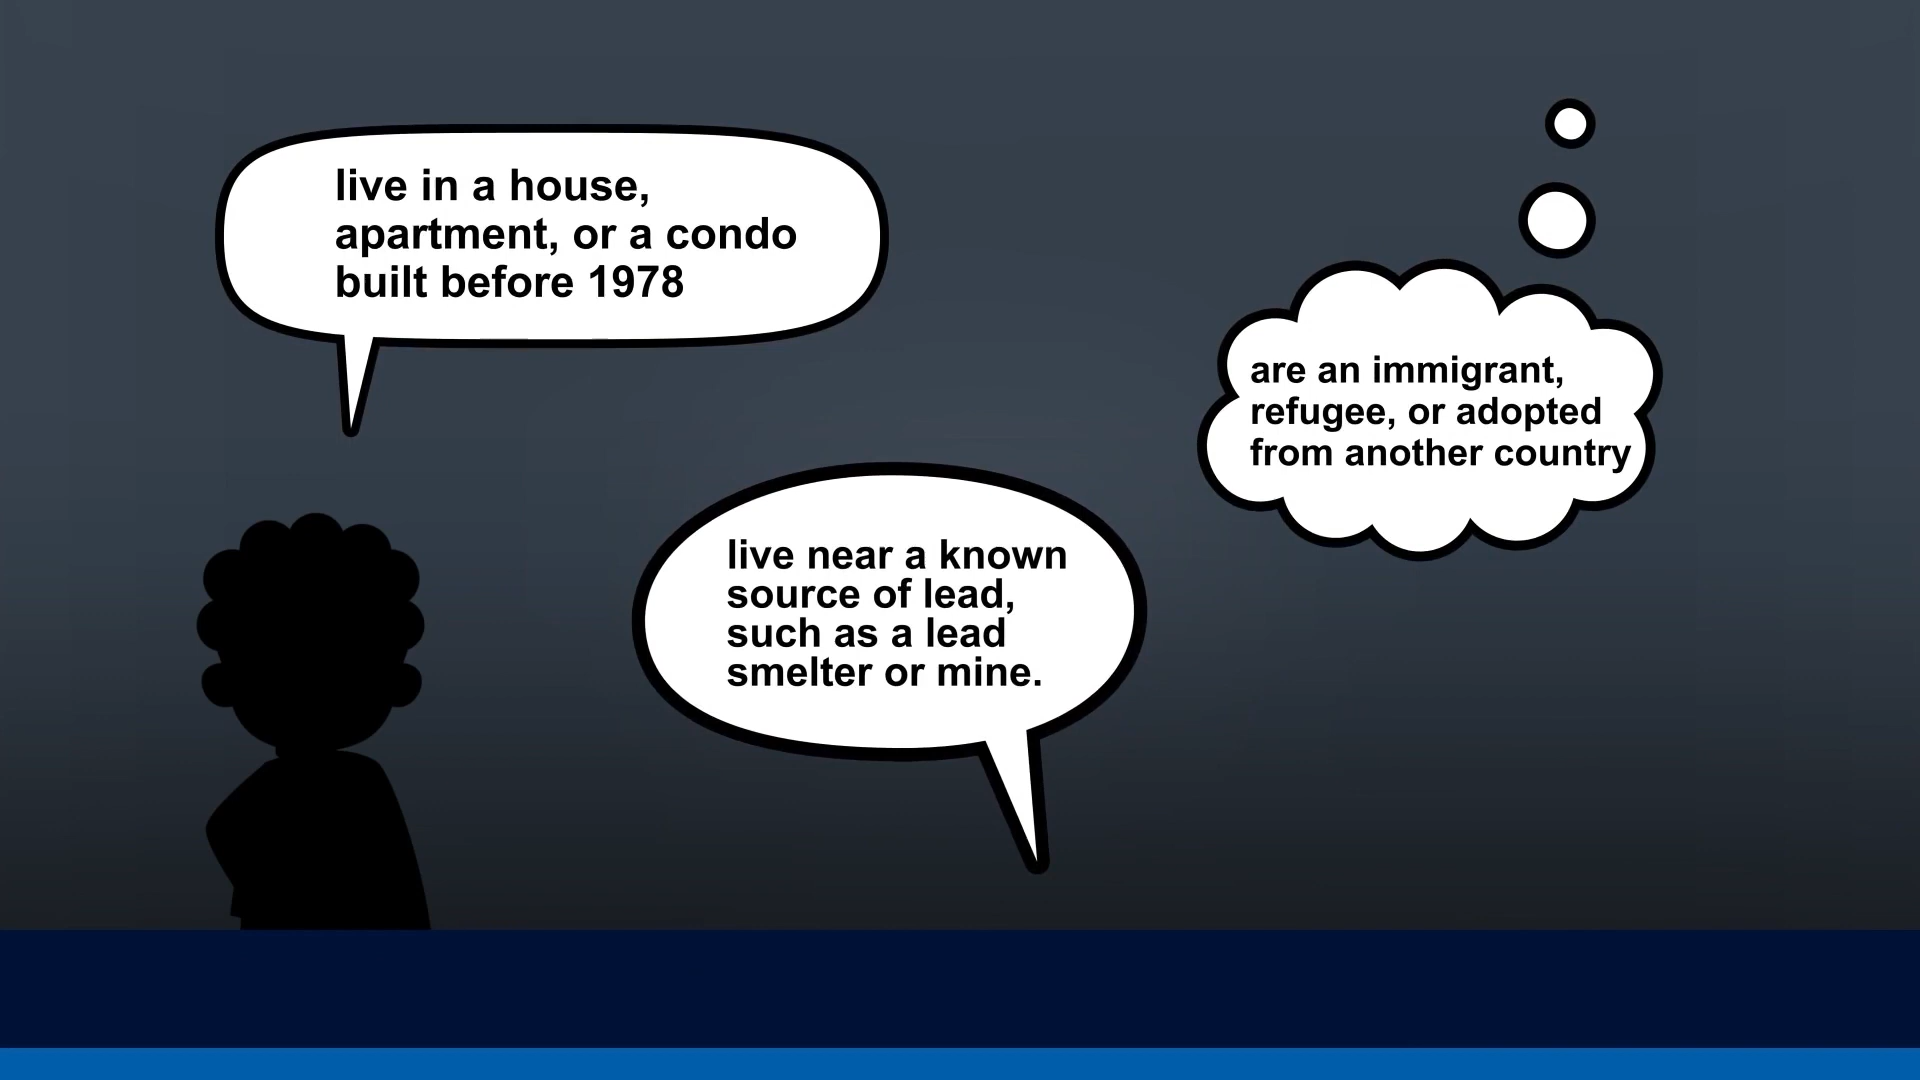 live in a house,
apartment, or a condo
built before 1978
are an immigrant,
refugee, or adopted
from another country
live near a known
source of lead,
such as a lead
smelter or mine.